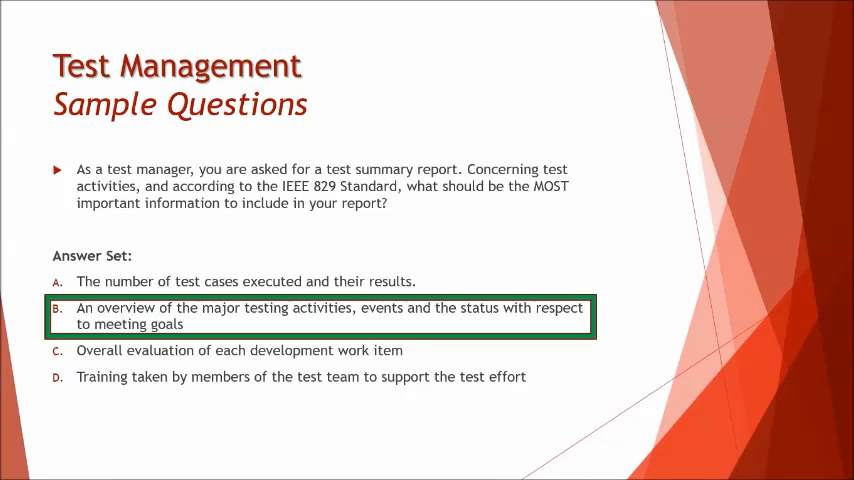 Test Management
Sample Questions
As a test manager, you are asked for a test summary report. Concerning test
activities, and according to the IEEE 829 Standard, what should be the MOST
important information to include in your report?
Answer Set:
A. The number of test cases executed and their results.
B. An overview of the major testing activities, events and the status with respect
to meeting goals
C. Overall evaluation of each development work item
D. Training taken by members of the test team to support the test effort